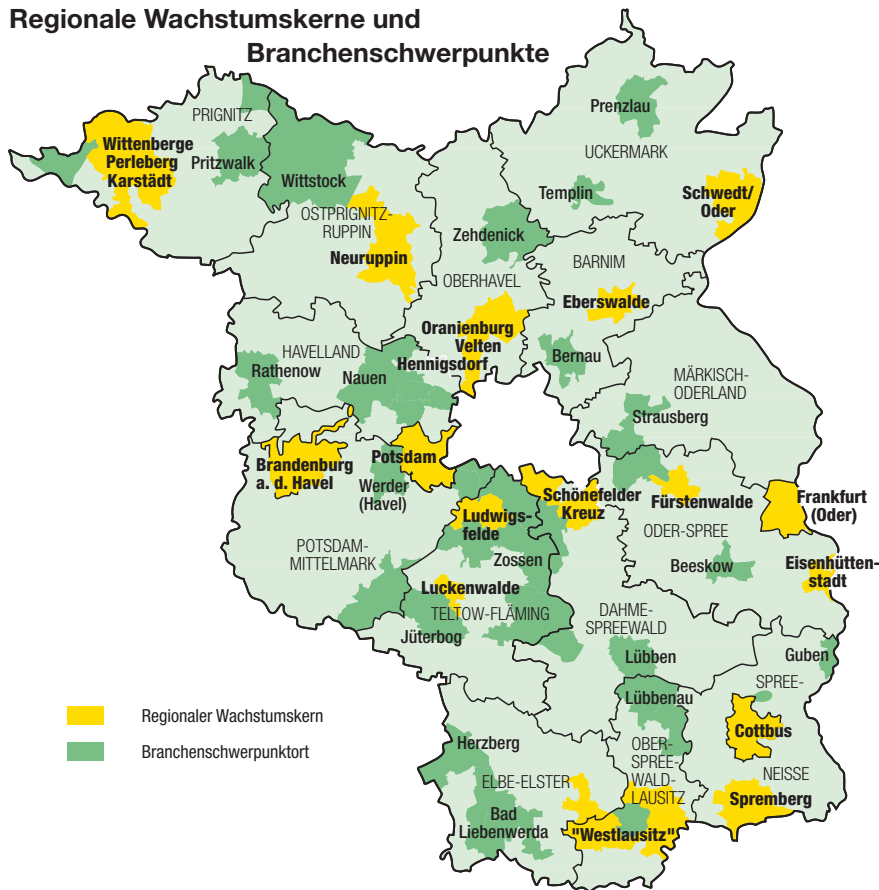 Regionale Wachstumskerne und
Branchenschwerpunkte
PRIGNITZ
Wittenberge
Perleberg
Karstädt
Pritzwalk
Wittstock
Prenzlau
UCKERMARK
Templin
Schwedt/
Oder
OSTPRIGNITZ-
RUPPIN
Neuruppin
Zehdenick
OBERHAVEL
BARNIM
Eberswalde
Oranienburg
Velten
Hennigsdorf
Bernau
HAVELLAND
Rathenow
Nauen
MÄRKISCH-
ODERLAND
Strausberg
Brandenburg
a. d. Havel
Potsdam
Werder
(Havel)
Schönefelder
Kreuz
Fürstenwalde
Frankfurt
(Oder)
Ludwigs-
felde
ODER-SPREE
POTSDAM-
MITTELMARK
Zossen
Beeskow
Eisenhütten-
stadt
Luckenwalde
TELTOW-FLÄMING
Jüterbog
DAHME-
SPREEWALD
Lübben
Guben
SPREE-
Lübbenau
Regionaler Wachstumskern
Branchenschwerpunktort
Cottbus
Herzberg
OBER-
SPREE-
WALD-
LAUSITZ
NEISSE
ELBE-ELSTER
Spremberg
Bad
Liebenwerda
"Westlausitz"